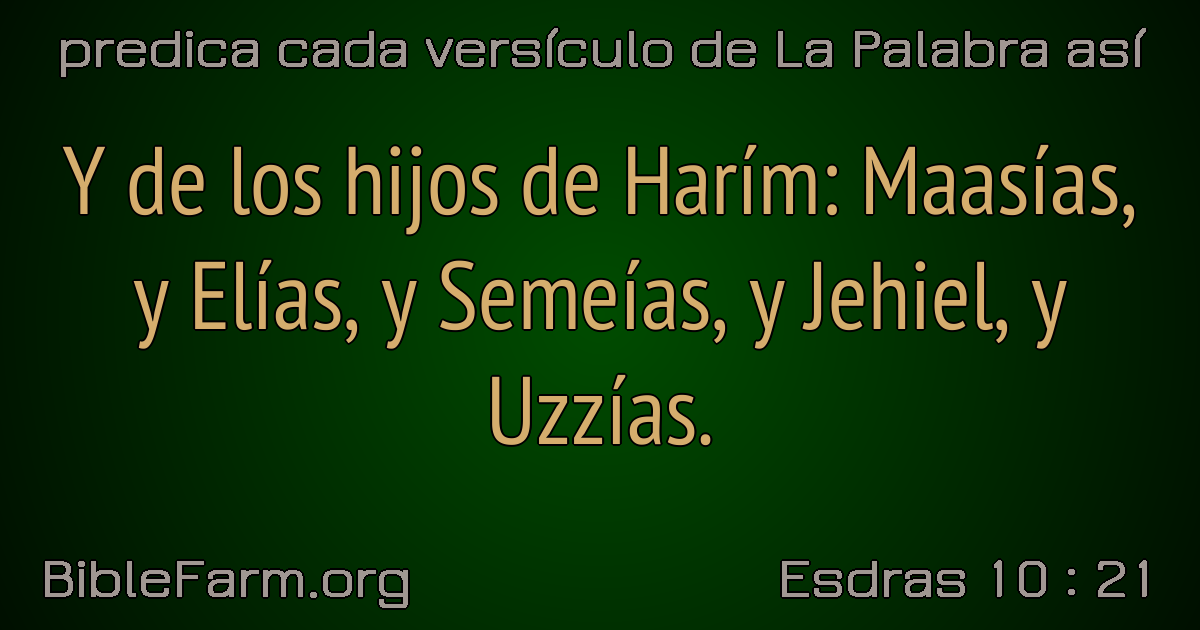 predica cada versículo de La Palabra así
Y de los hijos de Harím: Maasías,
y Elías, y Semeías, y Jehiel, y
Uzzías.
BibleFarm.org
Esdras 10 : 21